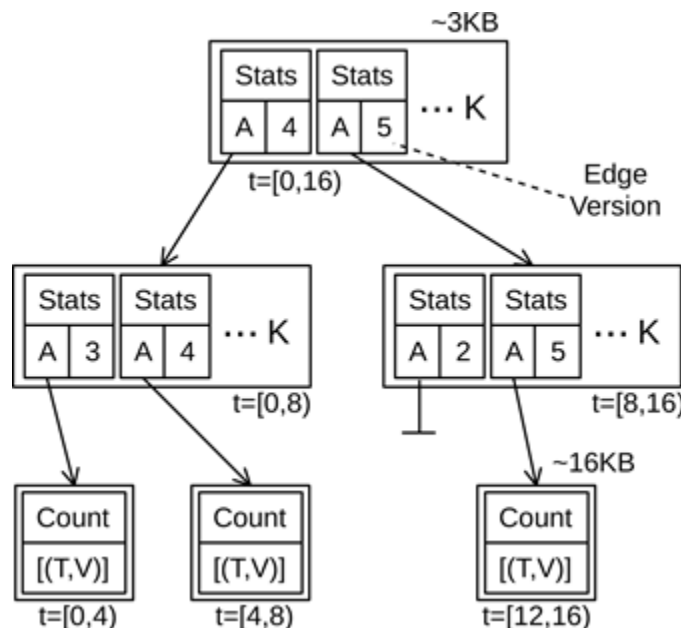 ~3KB
Stats Stats
A 4 A 5 ... K
t=[0,16)
Edge
Version
Stats Stats
A 3 A 4 ... K
t=[0,8)
Stats Stats
A 2 A 5 ... K
t=[8,16)
~16KB
Count
[(T,V)]
t=[0,4)
Count
[(T,V)]
t=[4,8)
Count
[(T,V)]
t=[12,16)